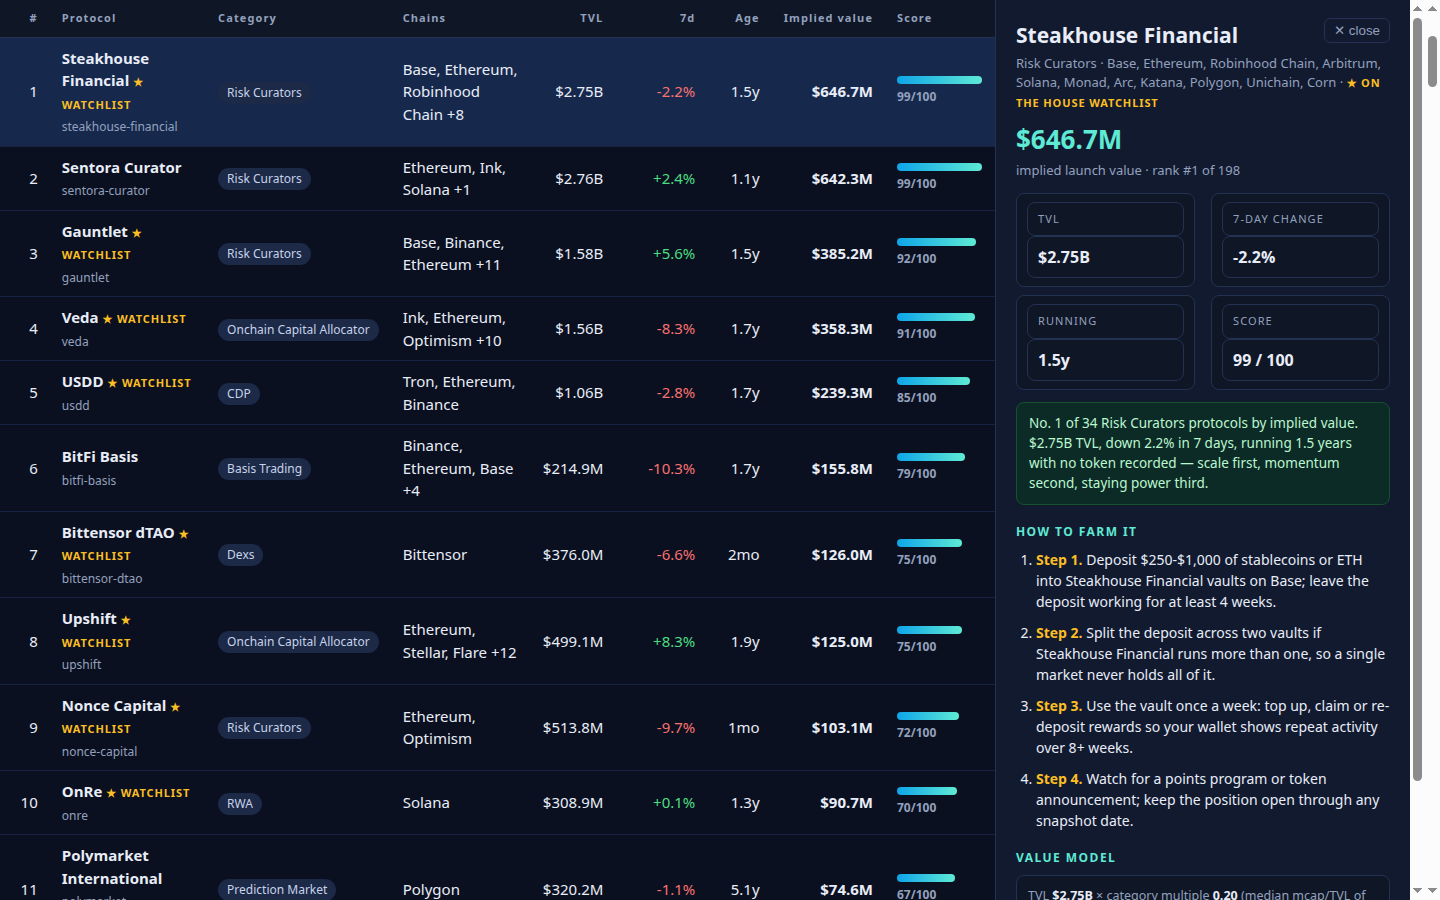 # Protocol Category Chains TVL 7d Age Implied value Score
Steakhouse
Financial ★
WATCHLIST
steakhouse-financial
1
Risk Curators
Base, Ethereum,
Robinhood
Chain +8
$2.75B -2.2% 1.5y $646.7M
99/100
2
Sentora Curator
sentora-curator
Risk Curators
Ethereum, Ink,
Solana +1
$2.76B +2.4% 1.1y $642.3M
99/100
3
Gauntlet ★
WATCHLIST
gauntlet
Risk Curators
Base, Binance,
Ethereum +11
$1.58B +5.6% 1.5y $385.2M
92/100
4
Veda ★ WATCHLIST
veda
Onchain Capital Allocator
Ink, Ethereum,
Optimism +10
$1.56B -8.3% 1.7y $358.3M
91/100
5
USDD ★ WATCHLIST
usdd
CDP
Tron, Ethereum,
Binance
$1.06B -2.8% 1.7y $239.3M
85/100
6
BitFi Basis
bitfi-basis
Basis Trading
Binance,
Ethereum, Base
+4
$214.9M -10.3% 1.7y $155.8M
79/100
7
Bittensor dTAO ★
WATCHLIST
bittensor-dtao
Dexs
Bittensor
$376.0M -6.6% 2mo $126.0M
75/100
8
Upshift ★
WATCHLIST
upshift
Onchain Capital Allocator
Ethereum,
Stellar, Flare +12
$499.1M +8.3% 1.9y $125.0M
75/100
9
Nonce Capital ★
WATCHLIST
nonce-capital
Risk Curators
Ethereum,
Optimism
$513.8M -9.7% 1mo $103.1M
72/100
10
OnRe ★ WATCHLIST
onre
RWA
Solana
$308.9M +0.1% 1.3y $90.7M
70/100
11
Polymarket
International
Prediction Market
Polygon
$320.2M -1.1% 5.1y $74.6M
67/100
Steakhouse Financial
✕ close
Risk Curators · Base, Ethereum, Robinhood Chain, Arbitrum,
Solana, Monad, Arc, Katana, Polygon, Unichain, Corn · ★ ON
THE HOUSE WATCHLIST
$646.7M
implied launch value · rank #1 of 198
TVL
$2.75B
7-DAY CHANGE
-2.2%
RUNNING
1.5y
SCORE
99 / 100
No. 1 of 34 Risk Curators protocols by implied value.
$2.75B TVL, down 2.2% in 7 days, running 1.5 years
with no token recorded — scale first, momentum
second, staying power third.
HOW TO FARM IT
1. Step 1. Deposit $250-$1,000 of stablecoins or ETH
into Steakhouse Financial vaults on Base; leave the
deposit working for at least 4 weeks.
2. Step 2. Split the deposit across two vaults if
Steakhouse Financial runs more than one, so a single
market never holds all of it.
3. Step 3. Use the vault once a week: top up, claim or re-
deposit rewards so your wallet shows repeat activity
over 8+ weeks.
4. Step 4. Watch for a points program or token
announcement; keep the position open through any
snapshot date.
VALUE MODEL
TVL $2.75B × category multiple 0.20 (median mcap/TVL of